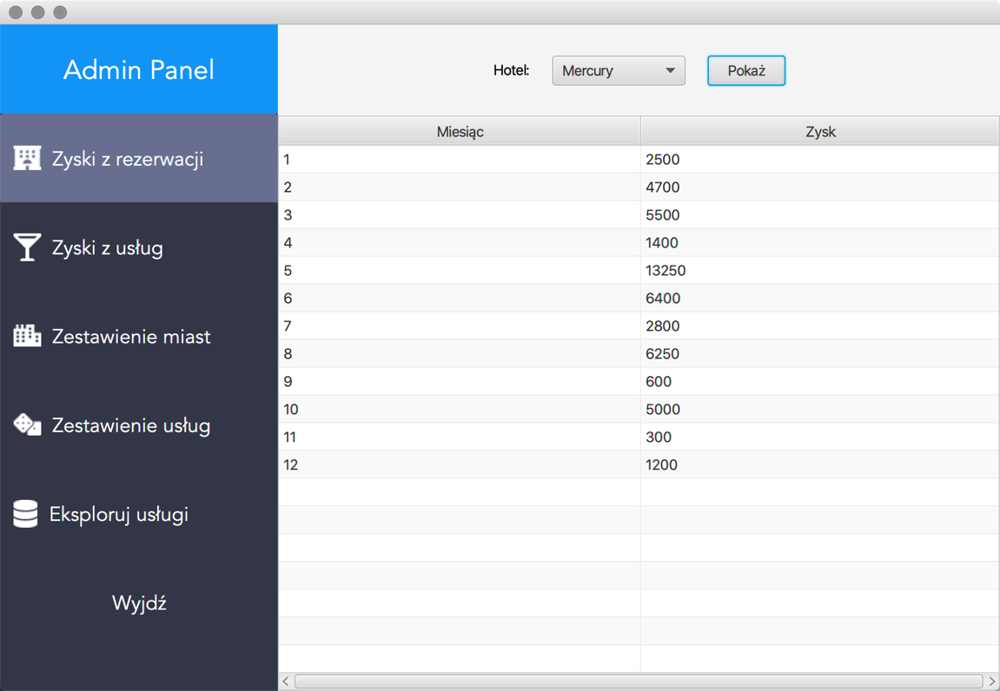 Admin Panel
Hotel: Mercury Pokaż
Zyski z rezerwacji
Zyski z usług
Zestawienie miast
Zestawienie usług
Eksploruj usługi
Wyjdź
Miesiąc Zysk
1 2500
2 4700
3 5500
4 1400
5 13250
6 6400
7 2800
8 6250
9 600
10 5000
11 300
12 1200